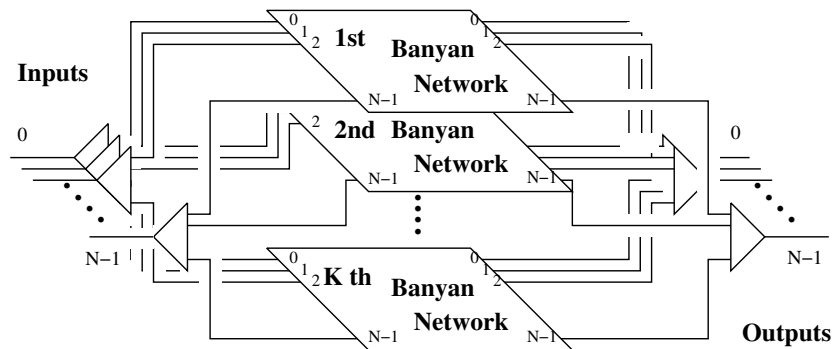 0 1 2 1st 0 1 2
Banyan
Network
Inputs
N−1 N−1
0 2 2nd Banyan 0
Network
N−1 N−1
N−1 N−1
0 1 2 K th 0 1 2
Banyan
Network
N−1 N−1
Outputs